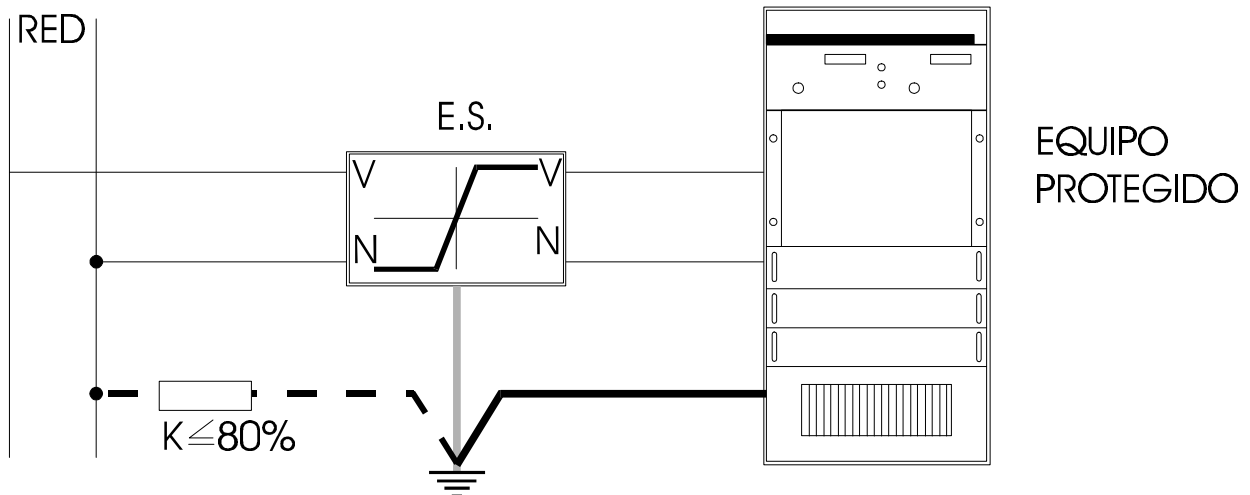 RED
E.S.
V V
N N
EQUIPO
PROTEGIDO
K≤80%